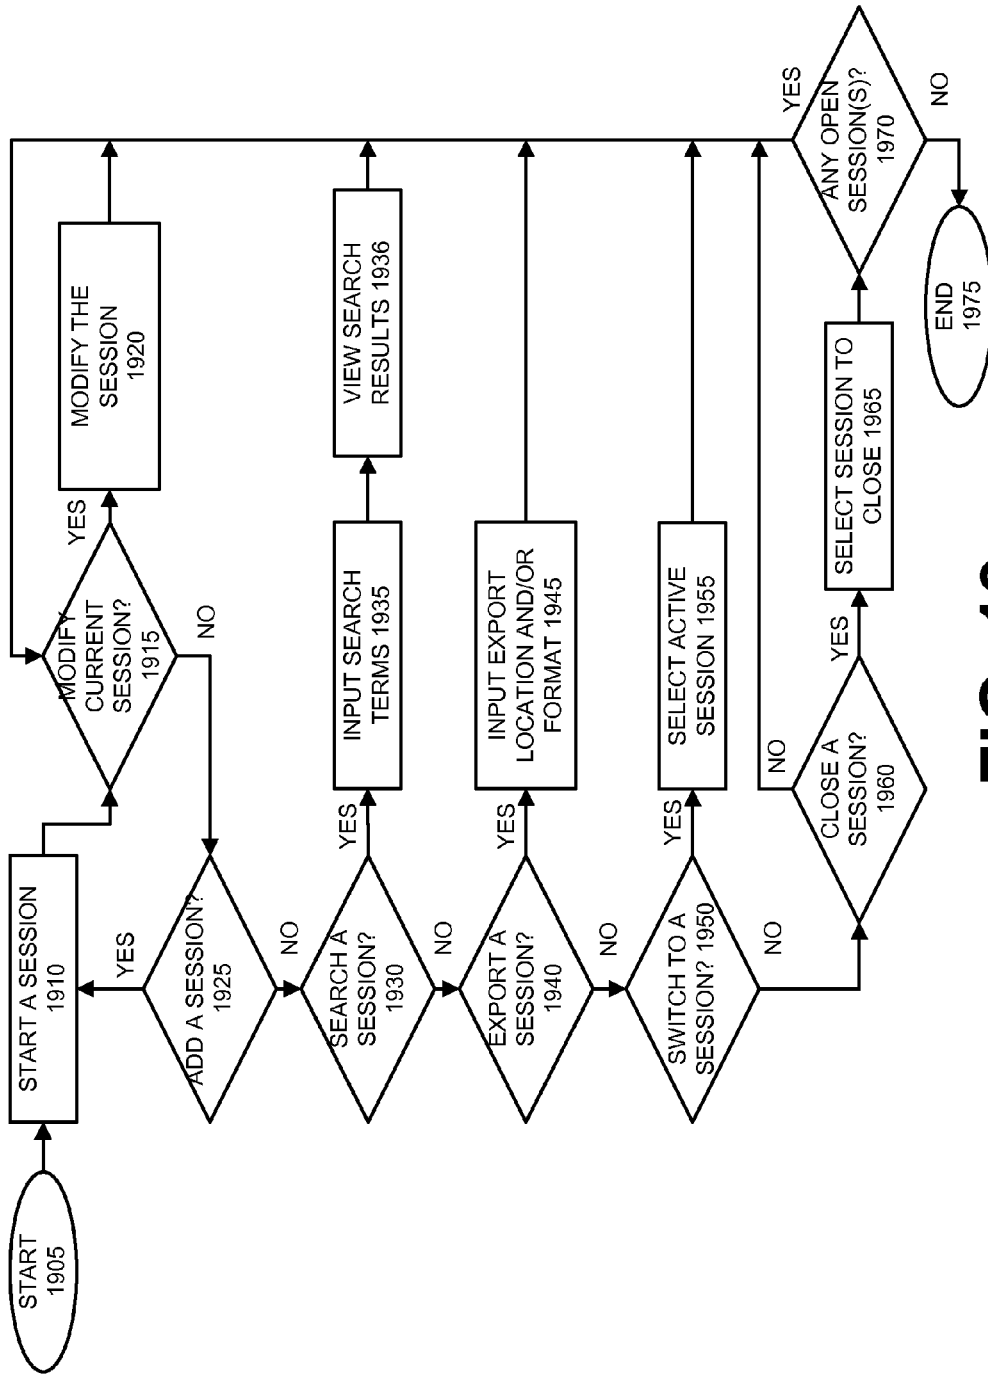 START
1905
START A SESSION
1910
MODIFY
CURRENT
SESSION?
1915
YES
MODIFY THE
SESSION
1920
NO
ADD A SESSION?
1925
YES
NO
SEARCH A
SESSION?
1930
YES
INPUT SEARCH
TERMS 1935
VIEW SEARCH
RESULTS 1936
NO
EXPORT A
SESSION?
1940
YES
INPUT EXPORT
LOCATION AND/OR
FORMAT 1945
NO
SWITCH TO A
SESSION? 1950
YES
SELECT ACTIVE
SESSION 1955
NO
CLOSE A
SESSION?
1960
NO
YES
SELECT SESSION TO
CLOSE 1965
ANY OPEN
SESSION(S)?
1970
YES
NO
END
1975